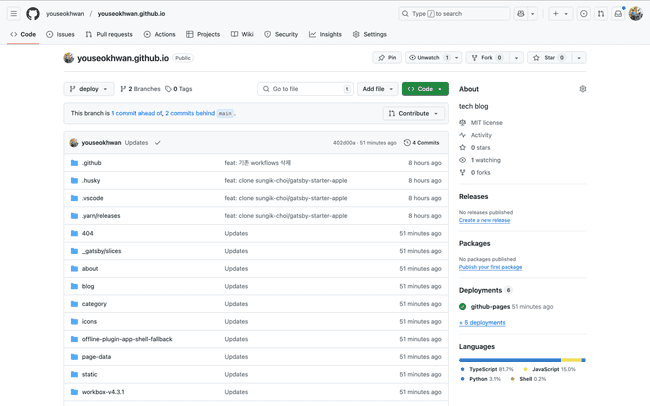 youseokhwan / youseokhwan.github.io
Type / to search
Code Issues Pull requests Actions Projects Wiki Security Insights Settings
youseokhwan.github.io Public
Pin Unwatch 1 Fork 0 Star 0
deploy 2 Branches 0 Tags Go to file t Add file Code
This branch is 1 commit ahead of, 2 commits behind main.
Contribute
youseokhwan Updates 402d00a · 51 minutes ago 4 Commits
.github feat: 기존 workflows 삭제 8 hours ago
.husky feat: clone sungik-choi/gatsby-starter-apple 8 hours ago
.vscode feat: clone sungik-choi/gatsby-starter-apple 8 hours ago
.yarn/releases feat: clone sungik-choi/gatsby-starter-apple 8 hours ago
404 Updates 51 minutes ago
_gatsby/slices Updates 51 minutes ago
about Updates 51 minutes ago
blog Updates 51 minutes ago
category Updates 51 minutes ago
icons Updates 51 minutes ago
offline-plugin-app-shell-fallback Updates 51 minutes ago
page-data Updates 51 minutes ago
static Updates 51 minutes ago
workbox-v4.3.1 Updates 51 minutes ago
About
tech blog
MIT license
Activity
0 stars
1 watching
0 forks
Releases
No releases published
Create a new release
Packages
No packages published
Publish your first package
Deployments 6
github-pages 51 minutes ago
+ 5 deployments
Languages
TypeScript 81.7% JavaScript 15.0%
Python 3.1% Shell 0.2%